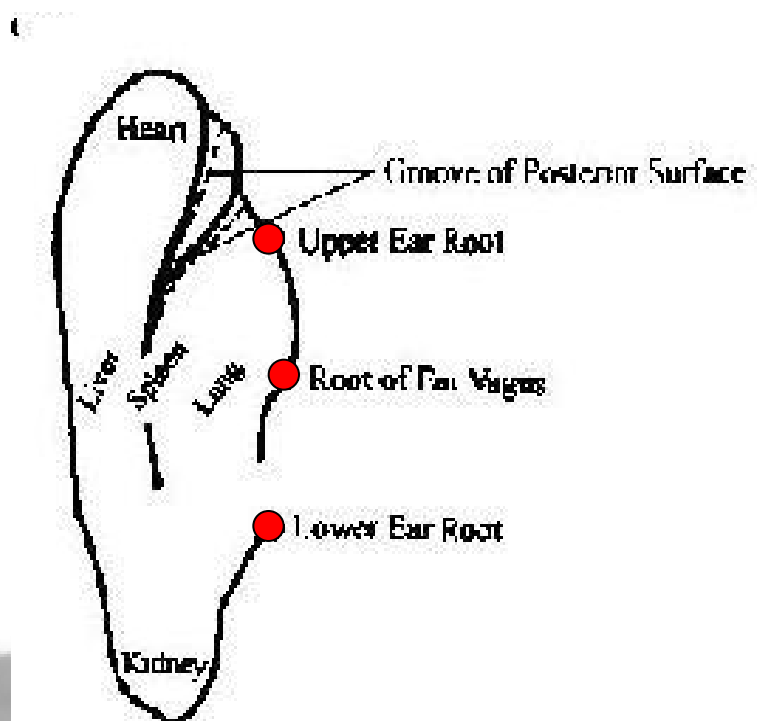 Heart
Groove of Posterior Surface
Upper Ear Root
Liver
Spleen
Lung
Root of Ear Vagus
Lower Ear Root
Kidney